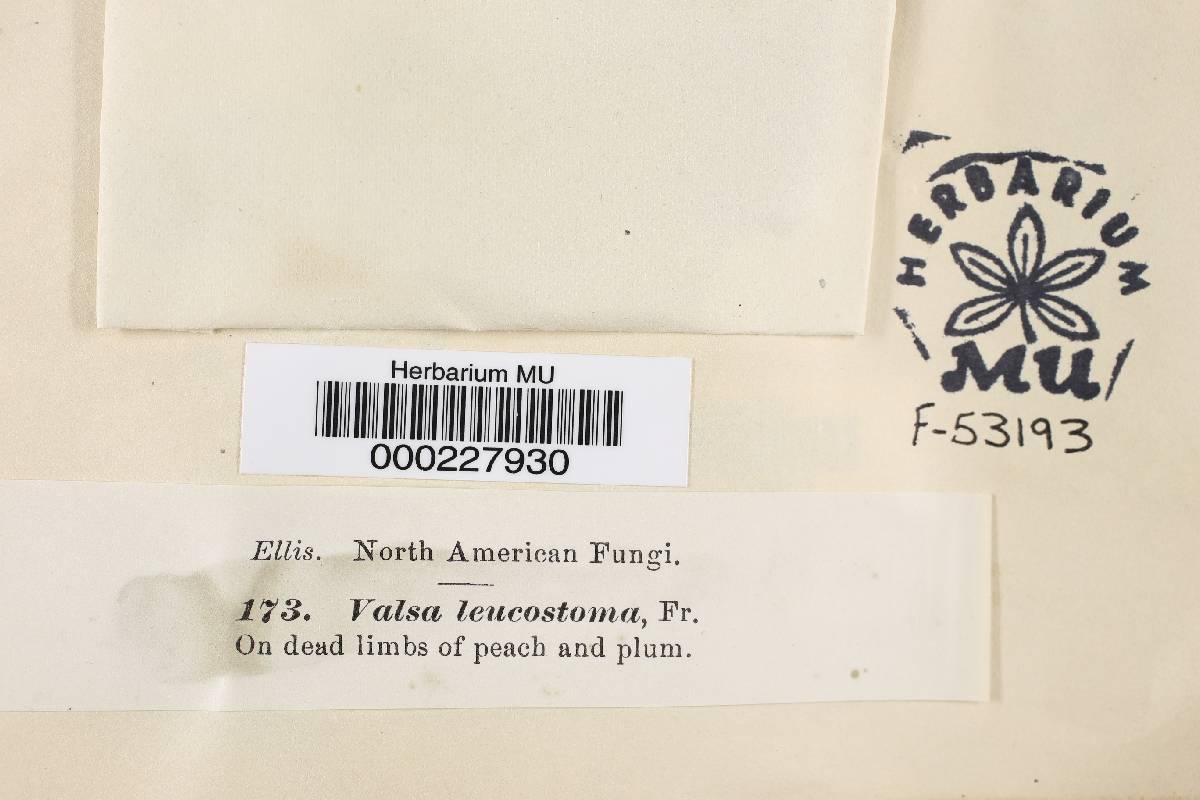 HERBARIUM
MU
F-53193
Herbarium MU
000227930
Ellis. North American Fungi.
173. Valsa leucostoma, Fr.
On dead limbs of peach and plum.